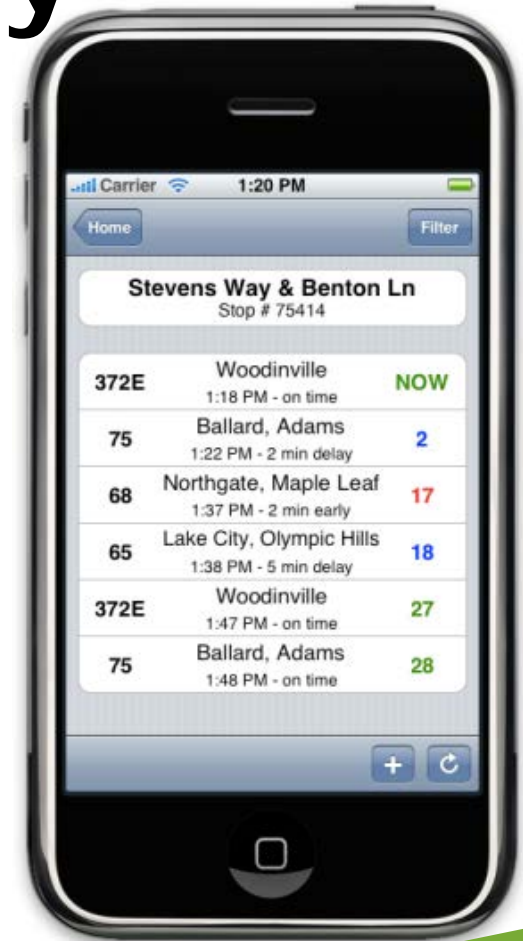 y
Carrier 1:20 PM
Home Filter
Stevens Way & Benton Ln
Stop # 75414
372E Woodinville NOW
1:18 PM - on time
75 Ballard, Adams 2
1:22 PM - 2 min delay
68 Northgate, Maple Leaf 17
1:37 PM - 2 min early
65 Lake City, Olympic Hills 18
1:38 PM - 5 min delay
372E Woodinville 27
1:47 PM - on time
75 Ballard, Adams 28
1:48 PM - on time
+